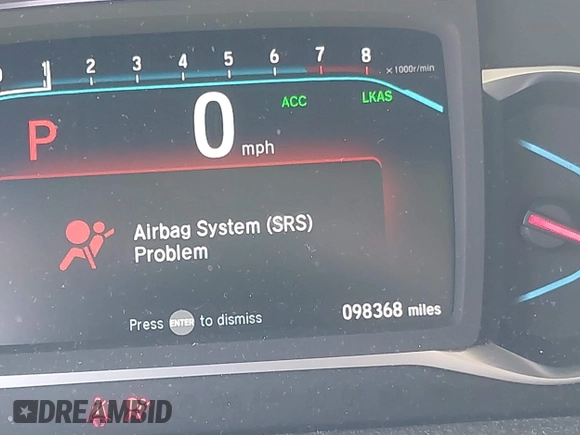 0 1 2 3 4 5 6 7 8
×1000r/min
ACC LKAS
P 0 mph
Airbag System (SRS)
Problem
Press ENTER to dismiss
098368 miles
DREAMBID